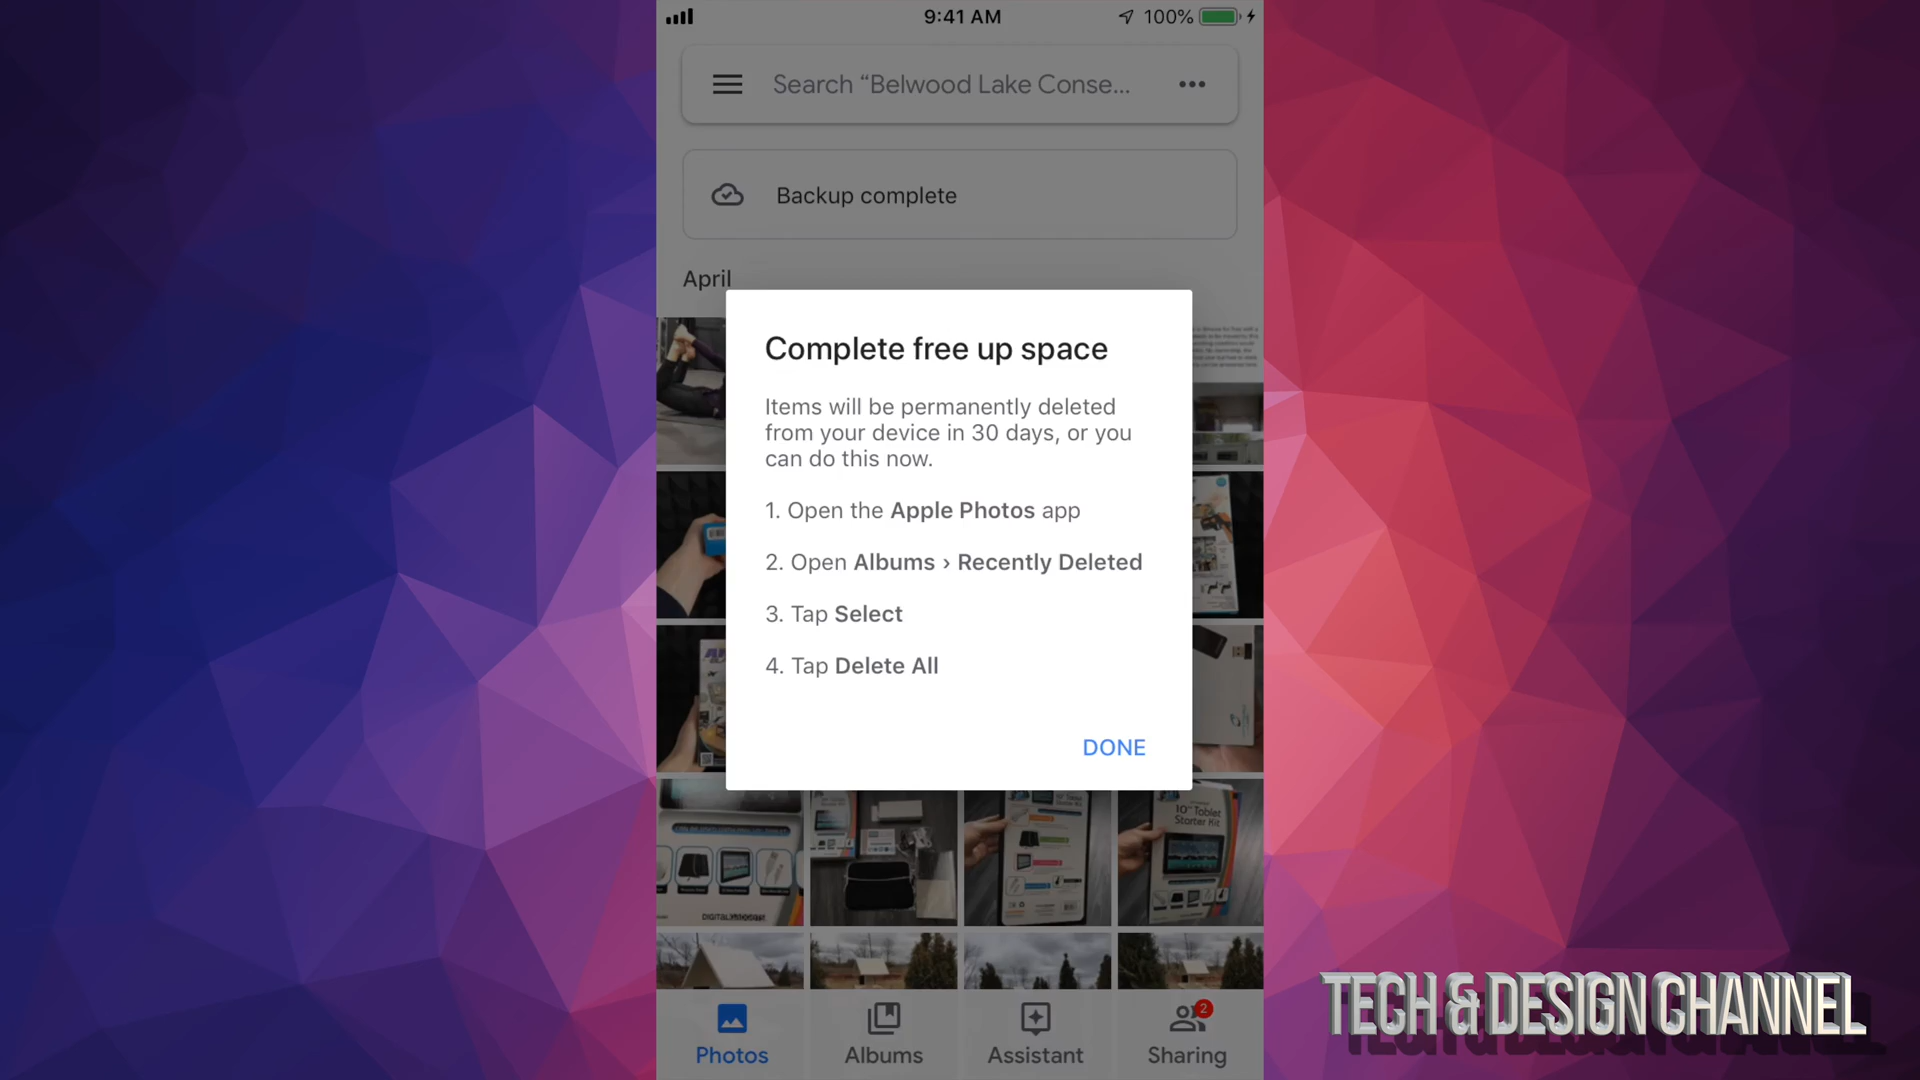 9:41 AM
100%
Search “Belwood Lake Conse...
Backup complete
April
Complete free up space
Items will be permanently deleted
from your device in 30 days, or you
can do this now.
1. Open the Apple Photos app
2. Open Albums › Recently Deleted
3. Tap Select
4. Tap Delete All
DONE
10" Tablet
Starter Kit
2
Photos
Albums
Assistant
Sharing
TECH & DESIGN CHANNEL